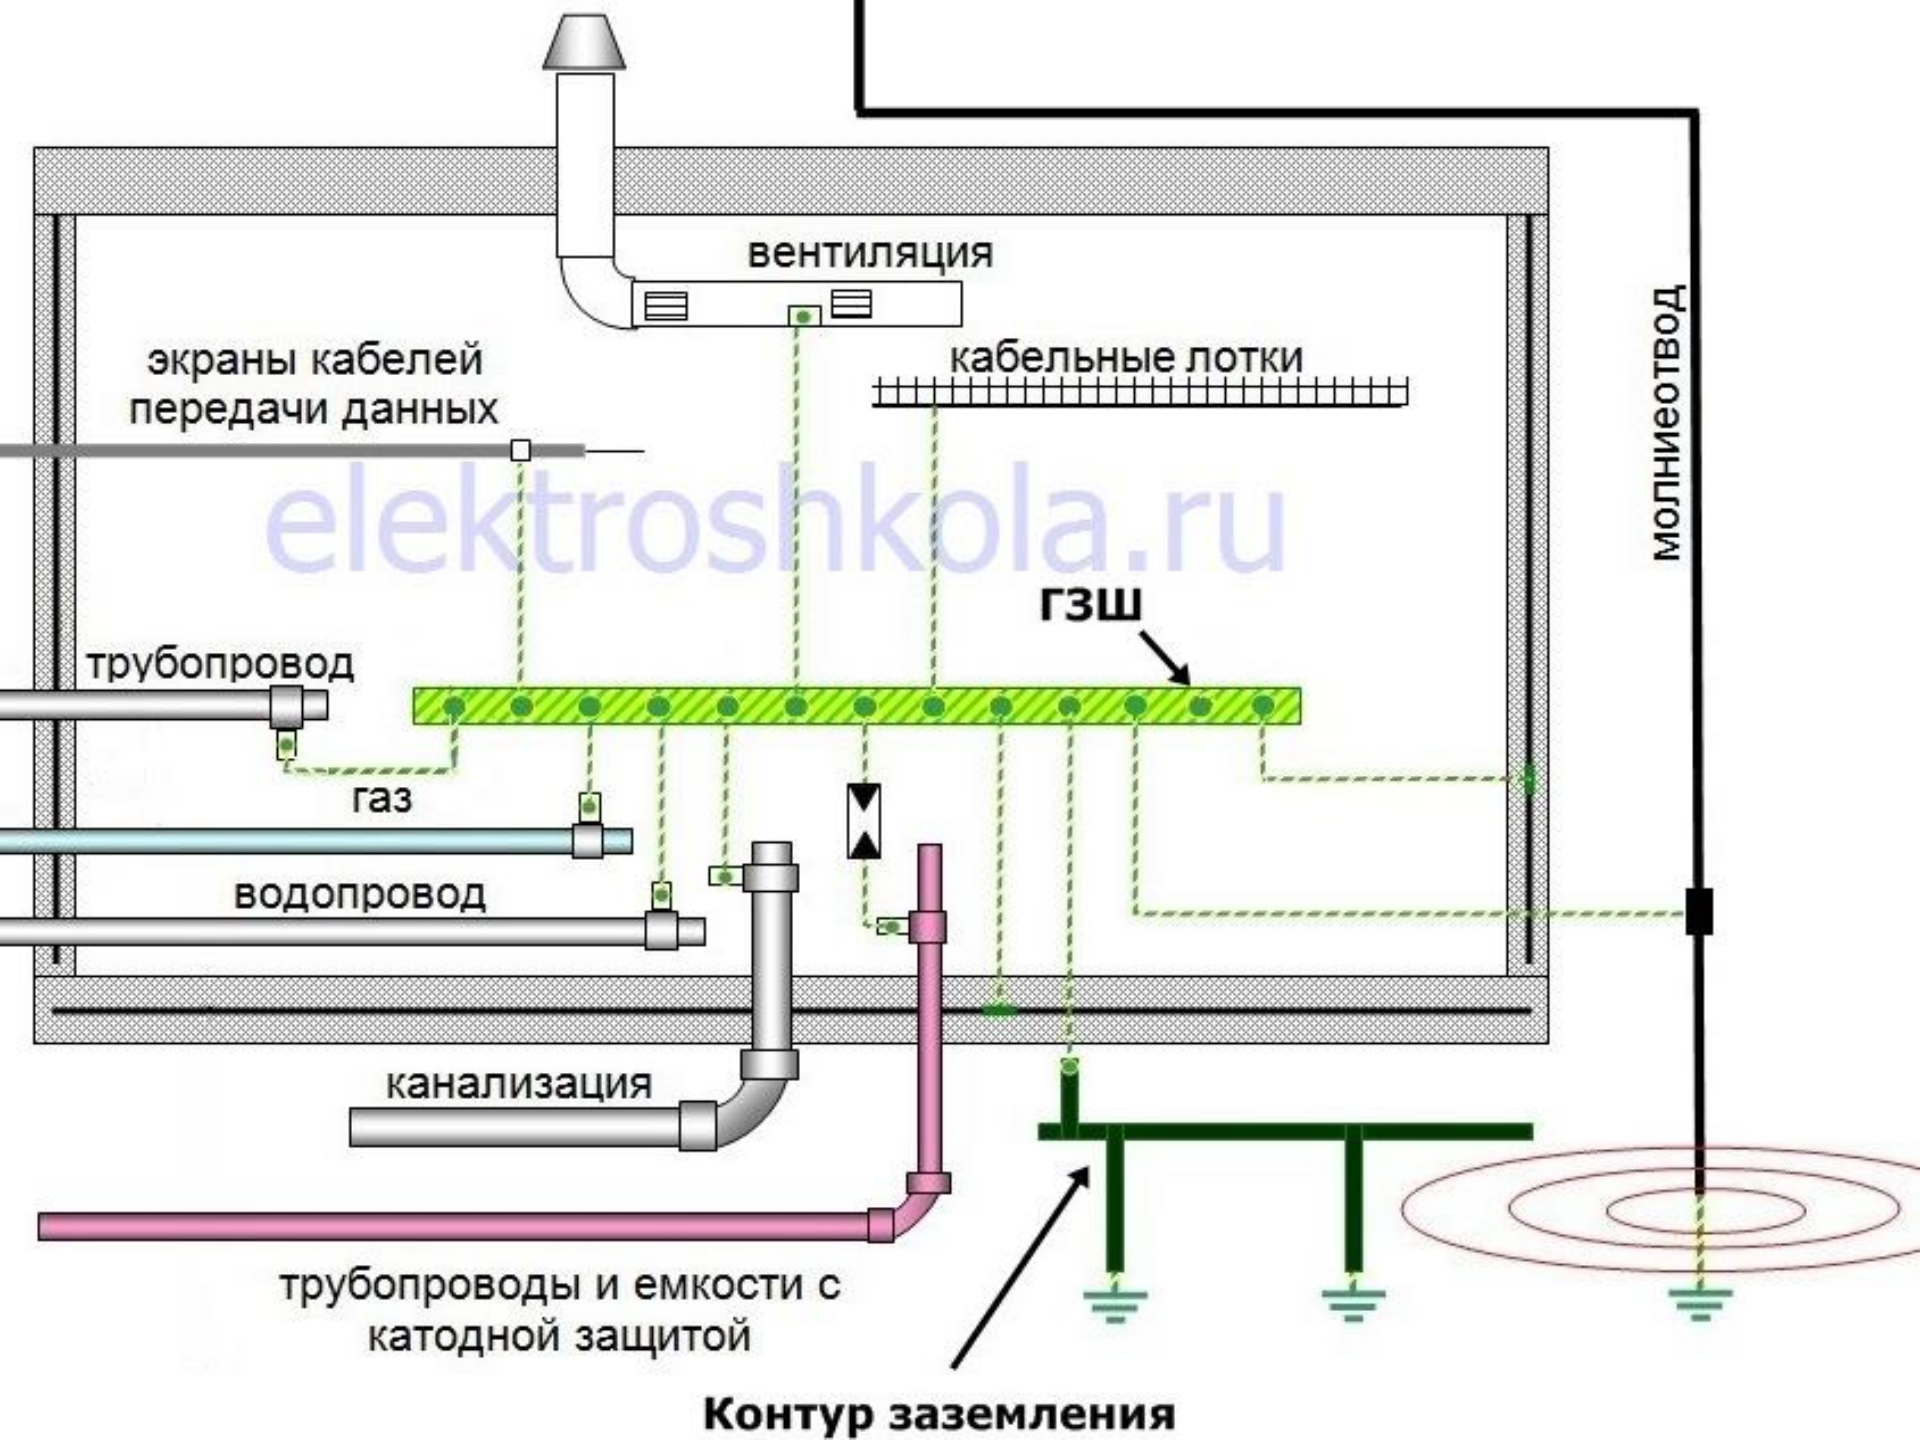 вентиляция
экраны кабелей
передачи данных
кабельные лотки
молниеотвод
elektroshkola.ru
ГЗШ
трубопровод
газ
водопровод
канализация
трубопроводы и емкости с
катодной защитой
Контур заземления